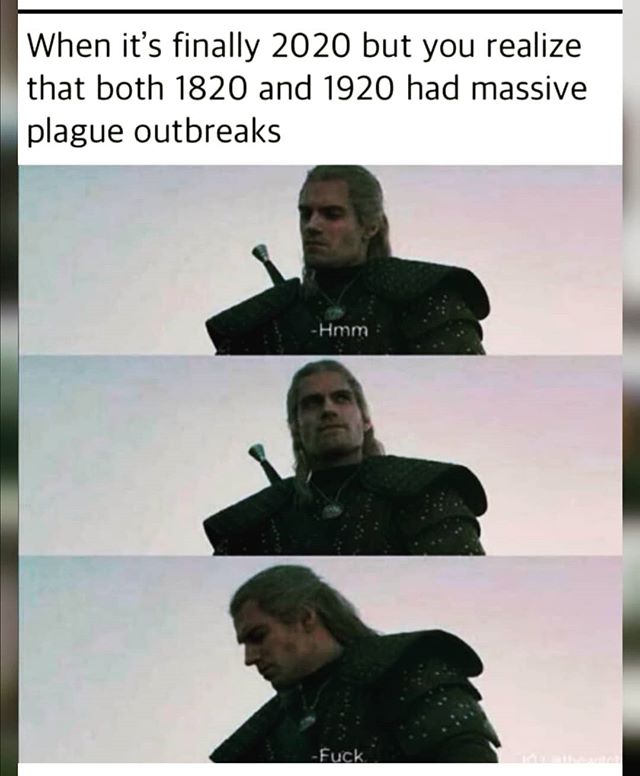 When it's finally 2020 but you realize
that both 1820 and 1920 had massive
plague outbreaks
-Hmm
-Fuck